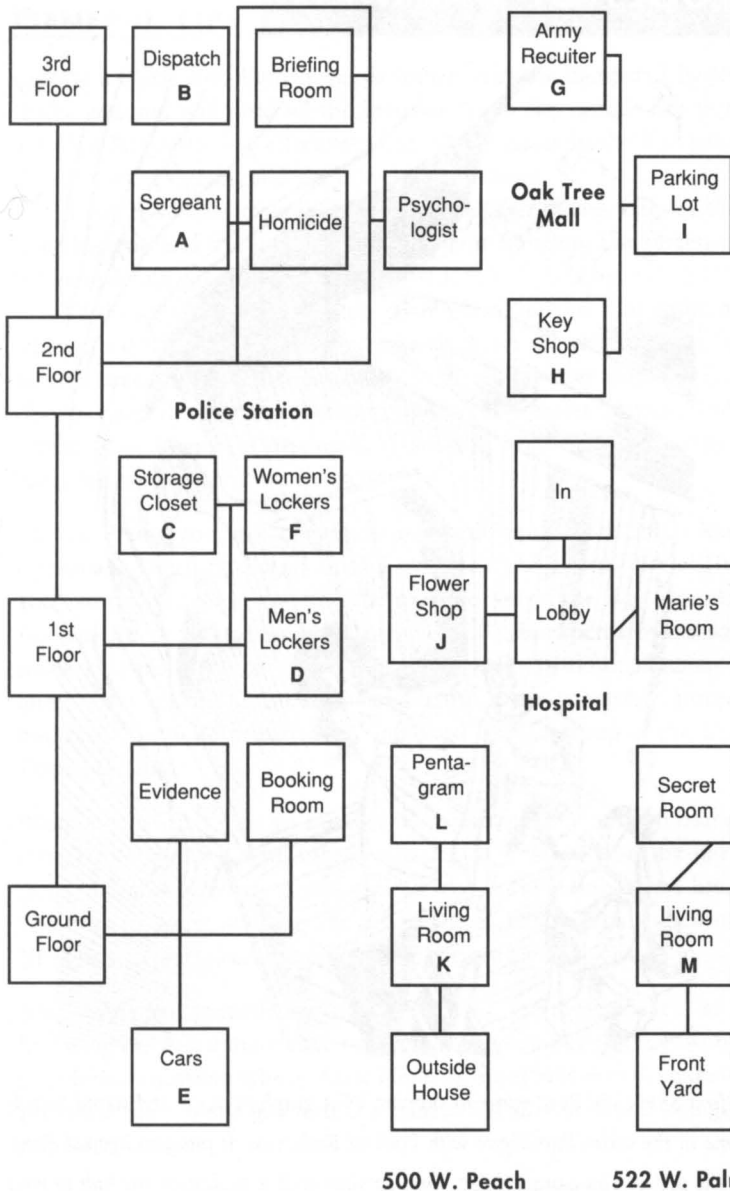 3rd
Floor
Dispatch
B
Briefing
Room
Army
Recuiter
G
Sergeant
A
Homicide
Psycho-
logist
Oak Tree
Mall
Parking
Lot
I
2nd
Floor
Key
Shop
H
Police Station
Storage
Closet
C
Women's
Lockers
F
In
1st
Floor
Men's
Lockers
D
Flower
Shop
J
Lobby
Marie's
Room
Hospital
Evidence
Booking
Room
Penta-
gram
L
Secret
Room
Ground
Floor
Living
Room
K
Living
Room
M
Cars
E
Outside
House
Front
Yard
500 W. Peach
522 W. Pal